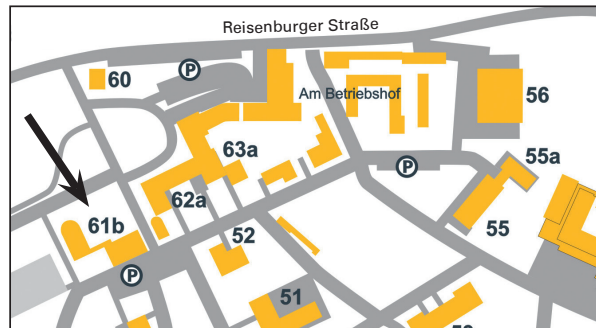 Reisenburger Straße
60
P
Am Betriebshof
56
63a
55a
P
62a
61b
52
55
P
51